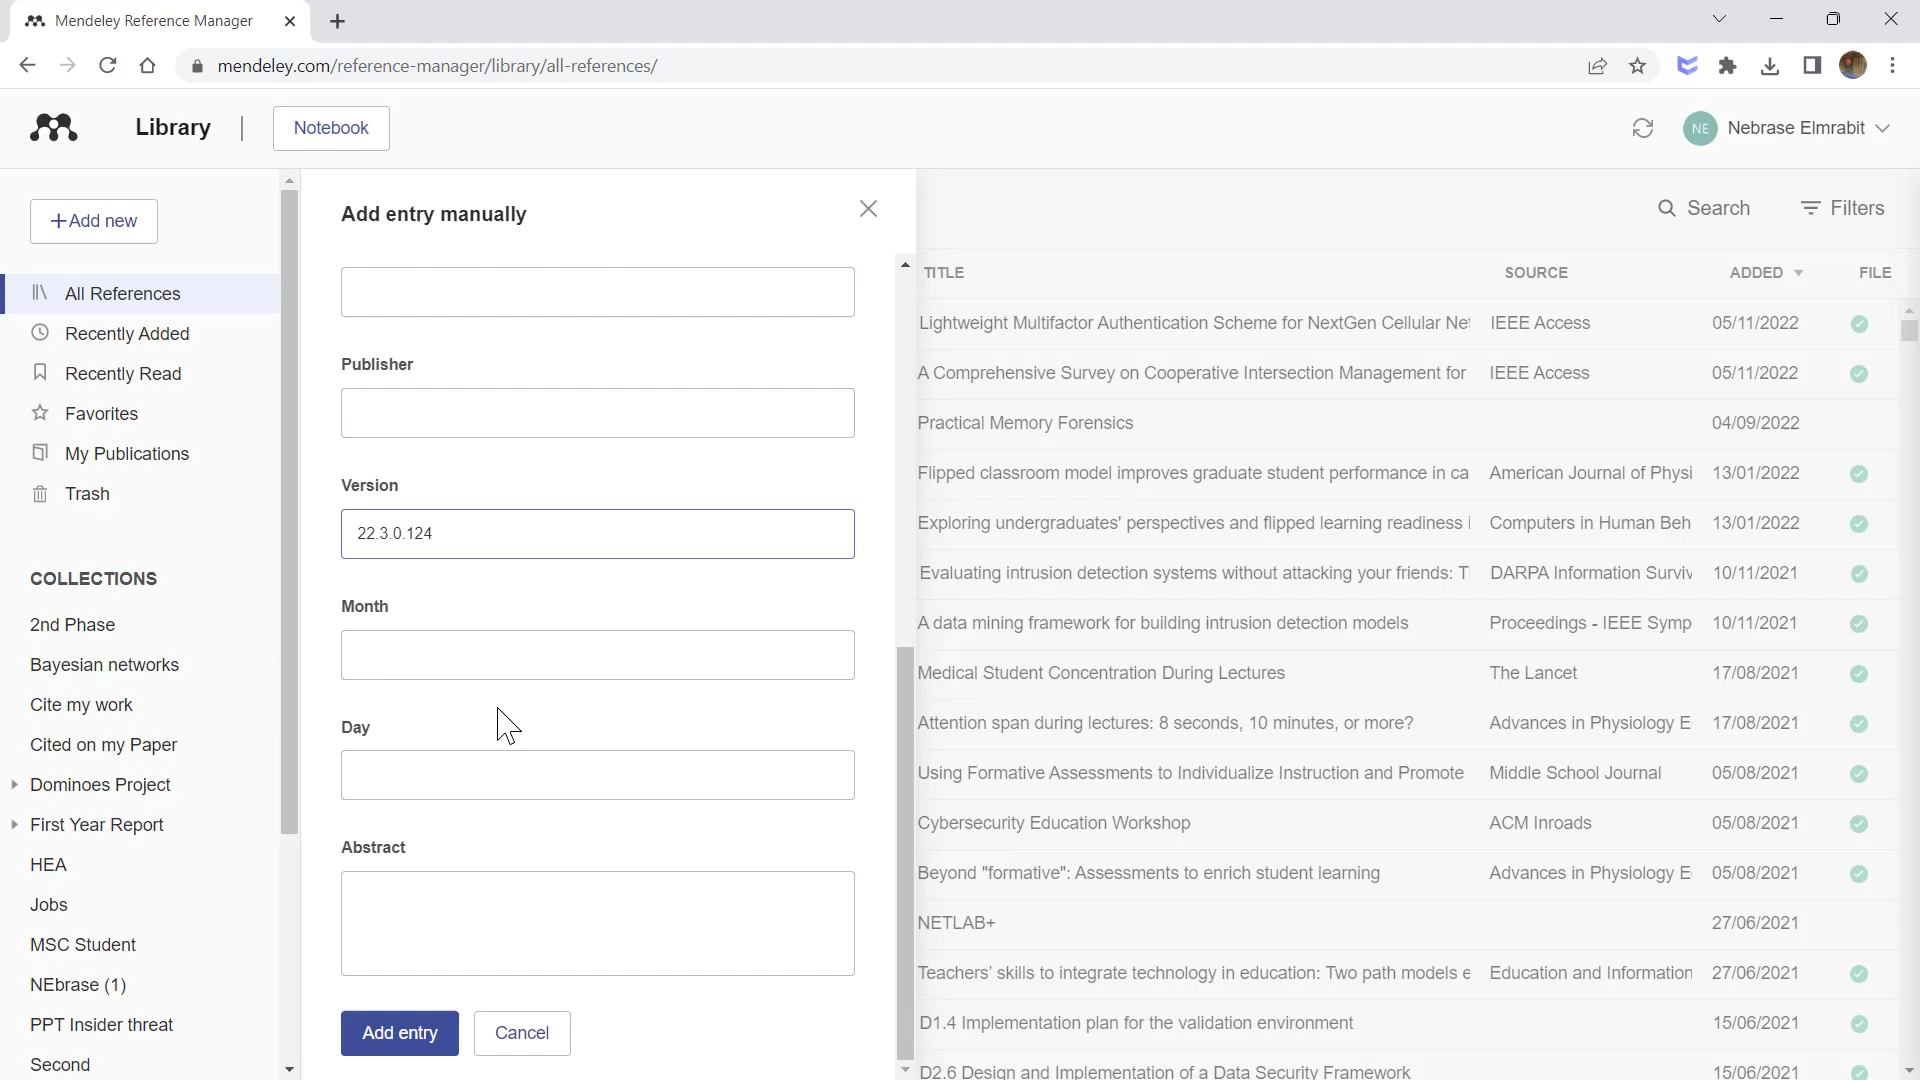 Mendeley Reference Manager
mendeley.com/reference-manager/library/all-references/
Library | Notebook
NE Nebrase Elmrabit
+Add new
All References
Recently Added
Recently Read
Favorites
My Publications
Trash
COLLECTIONS
2nd Phase
Bayesian networks
Cite my work
Cited on my Paper
Dominoes Project
First Year Report
HEA
Jobs
MSC Student
NEbrase (1)
PPT Insider threat
Second
Add entry manually
Publisher
Version
22.3.0.124
Month
Day
Abstract
Add entry Cancel
Search Filters
TITLE SOURCE ADDED FILE
Lightweight Multifactor Authentication Scheme for NextGen Cellular Net IEEE Access 05/11/2022
A Comprehensive Survey on Cooperative Intersection Management for IEEE Access 05/11/2022
Practical Memory Forensics 04/09/2022
Flipped classroom model improves graduate student performance in ca American Journal of Physi 13/01/2022
Exploring undergraduates' perspectives and flipped learning readiness i Computers in Human Beh 13/01/2022
Evaluating intrusion detection systems without attacking your friends: T DARPA Information Surviv 10/11/2021
A data mining framework for building intrusion detection models Proceedings - IEEE Symp 10/11/2021
Medical Student Concentration During Lectures The Lancet 17/08/2021
Attention span during lectures: 8 seconds, 10 minutes, or more? Advances in Physiology E 17/08/2021
Using Formative Assessments to Individualize Instruction and Promote Middle School Journal 05/08/2021
Cybersecurity Education Workshop ACM Inroads 05/08/2021
Beyond "formative": Assessments to enrich student learning Advances in Physiology E 05/08/2021
NETLAB+ 27/06/2021
Teachers' skills to integrate technology in education: Two path models e Education and Information 27/06/2021
D1.4 Implementation plan for the validation environment 15/06/2021
D2.6 Design and Implementation of a Data Security Framework 15/06/2021